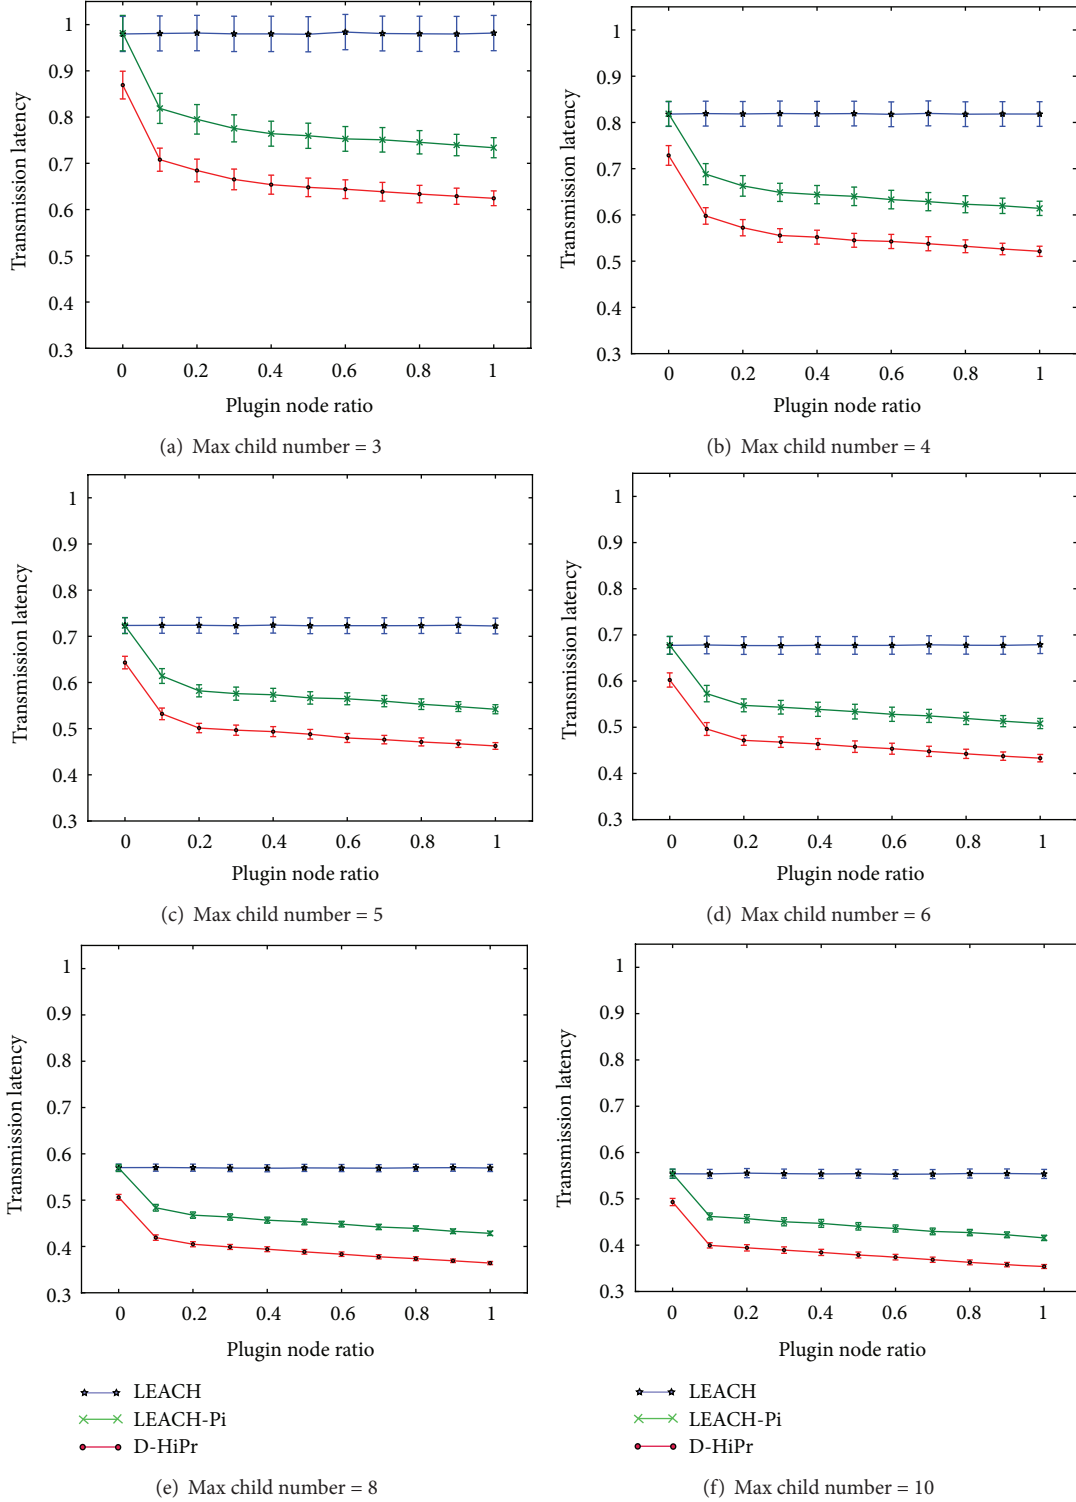 1
0.9
0.8
0.7
0.6
0.5
0.4
0.3
Transmission latency
0 0.2 0.4 0.6 0.8 1
Plugin node ratio
(a) Max child number = 3
1
0.9
0.8
0.7
0.6
0.5
0.4
0.3
Transmission latency
0 0.2 0.4 0.6 0.8 1
Plugin node ratio
(b) Max child number = 4
1
0.9
0.8
0.7
0.6
0.5
0.4
0.3
Transmission latency
0 0.2 0.4 0.6 0.8 1
Plugin node ratio
(c) Max child number = 5
1
0.9
0.8
0.7
0.6
0.5
0.4
0.3
Transmission latency
0 0.2 0.4 0.6 0.8 1
Plugin node ratio
(d) Max child number = 6
1
0.9
0.8
0.7
0.6
0.5
0.4
0.3
Transmission latency
0 0.2 0.4 0.6 0.8 1
Plugin node ratio
LEACH
LEACH-Pi
D-HiPr
(e) Max child number = 8
1
0.9
0.8
0.7
0.6
0.5
0.4
0.3
Transmission latency
0 0.2 0.4 0.6 0.8 1
Plugin node ratio
LEACH
LEACH-Pi
D-HiPr
(f) Max child number = 10